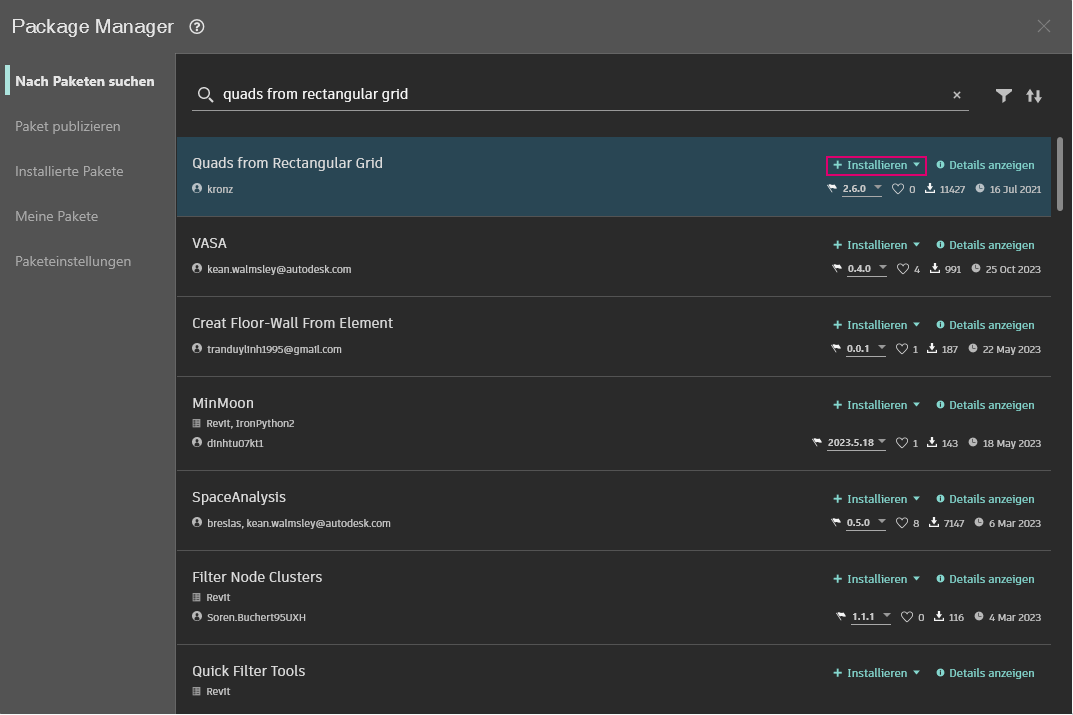 Package Manager
Nach Paketen suchen
Paket publizieren
Installierte Pakete
Meine Pakete
Paketeinstellungen
quads from rectangular grid
Quads from Rectangular Grid
Installieren Details anzeigen
kronz
2.6.0 0 11427 16 Jul 2021
VASA
Installieren Details anzeigen
kean.walmsley@autodesk.com
0.4.0 4 991 25 Oct 2023
Creat Floor-Wall From Element
Installieren Details anzeigen
tranduylinh1995@gmail.com
0.0.1 1 187 22 May 2023
MinMoon
Installieren Details anzeigen
Revit, IronPython2
dinhtu07kt1
2023.5.18 1 143 18 May 2023
SpaceAnalysis
Installieren Details anzeigen
breslas, kean.walmsley@autodesk.com
0.5.0 8 7147 6 Mar 2023
Filter Node Clusters
Installieren Details anzeigen
Revit
Soren.Buchert95UXH
1.1.1 0 116 4 Mar 2023
Quick Filter Tools
Installieren Details anzeigen
Revit